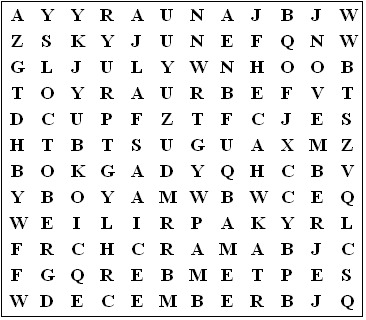 A Y Y R A U N A J B J W
Z S K Y J U N E F Q N W
G L J U L Y W N H O O B
T O Y R A U R B E F V T
D C U P F Z T F C J E S
H T B T S U G U A X M Z
B O K G A D Y Q H C B V
Y B O Y A M W B W C E Q
W E I L I R P A K Y R L
F R C H C R A M A B J C
F G Q R E B M E T P E S
W D E C E M B E R B J Q